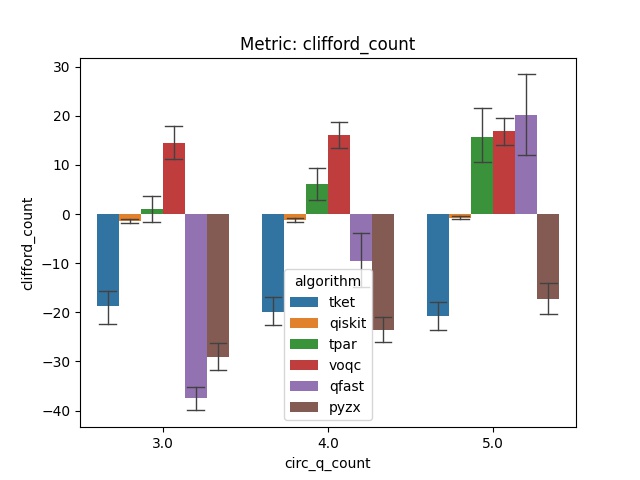 Metric: clifford_count
30
20
10
0
−10
−20
−30
−40
clifford_count
3.0
4.0
5.0
circ_q_count
algorithm
tket
qiskit
tpar
voqc
qfast
pyzx